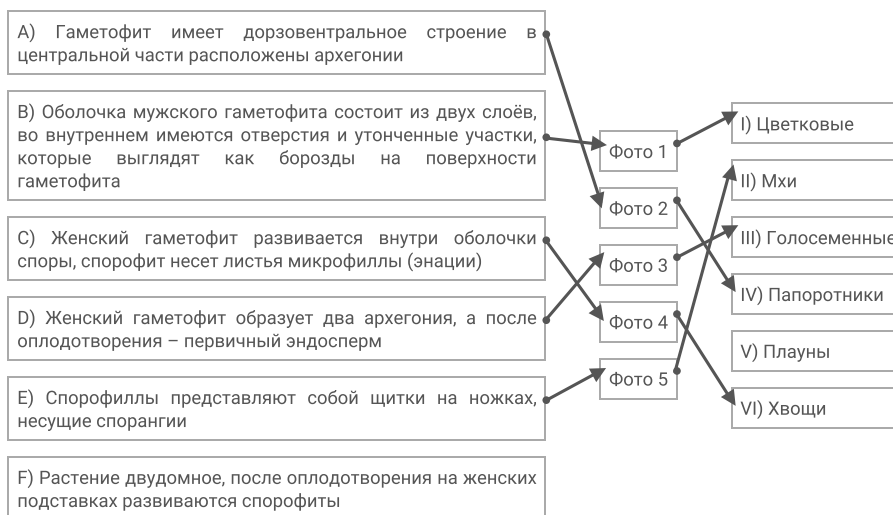 A) Гаметофит имеет дорзовентральное строение в
центральной части расположены архегонии
B) Оболочка мужского гаметофита состоит из двух слоёв,
во внутреннем имеются отверстия и утонченные участки,
которые выглядят как борозды на поверхности
гаметофита
C) Женский гаметофит развивается внутри оболочки
споры, спорофит несет листья микрофиллы (энации)
D) Женский гаметофит образует два архегония, а после
оплодотворения – первичный эндосперм
E) Спорофиллы представляют собой щитки на ножках,
несущие спорангии
F) Растение двудомное, после оплодотворения на женских
подставках развиваются спорофиты
Фото 1
Фото 2
Фото 3
Фото 4
Фото 5
I) Цветковые
II) Мхи
III) Голосеменные
IV) Папоротники
V) Плауны
VI) Хвощи